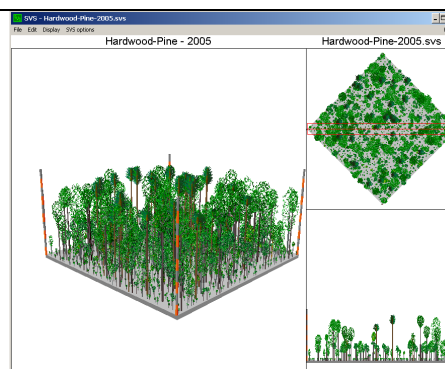 SVS - Hardwood-Pine-2005.svs
File Edit Display SVS options
Hardwood-Pine - 2005
Hardwood-Pine-2005.svs